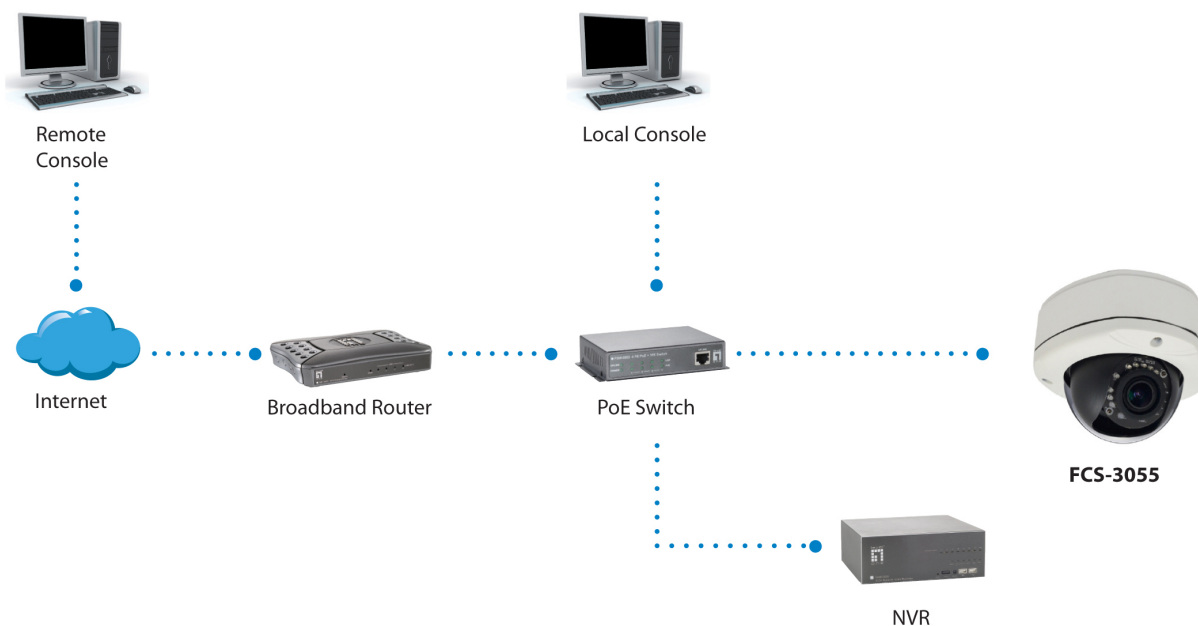 Remote
Console
Local Console
Internet
Broadband Router
PoE Switch
FCS-3055
NVR